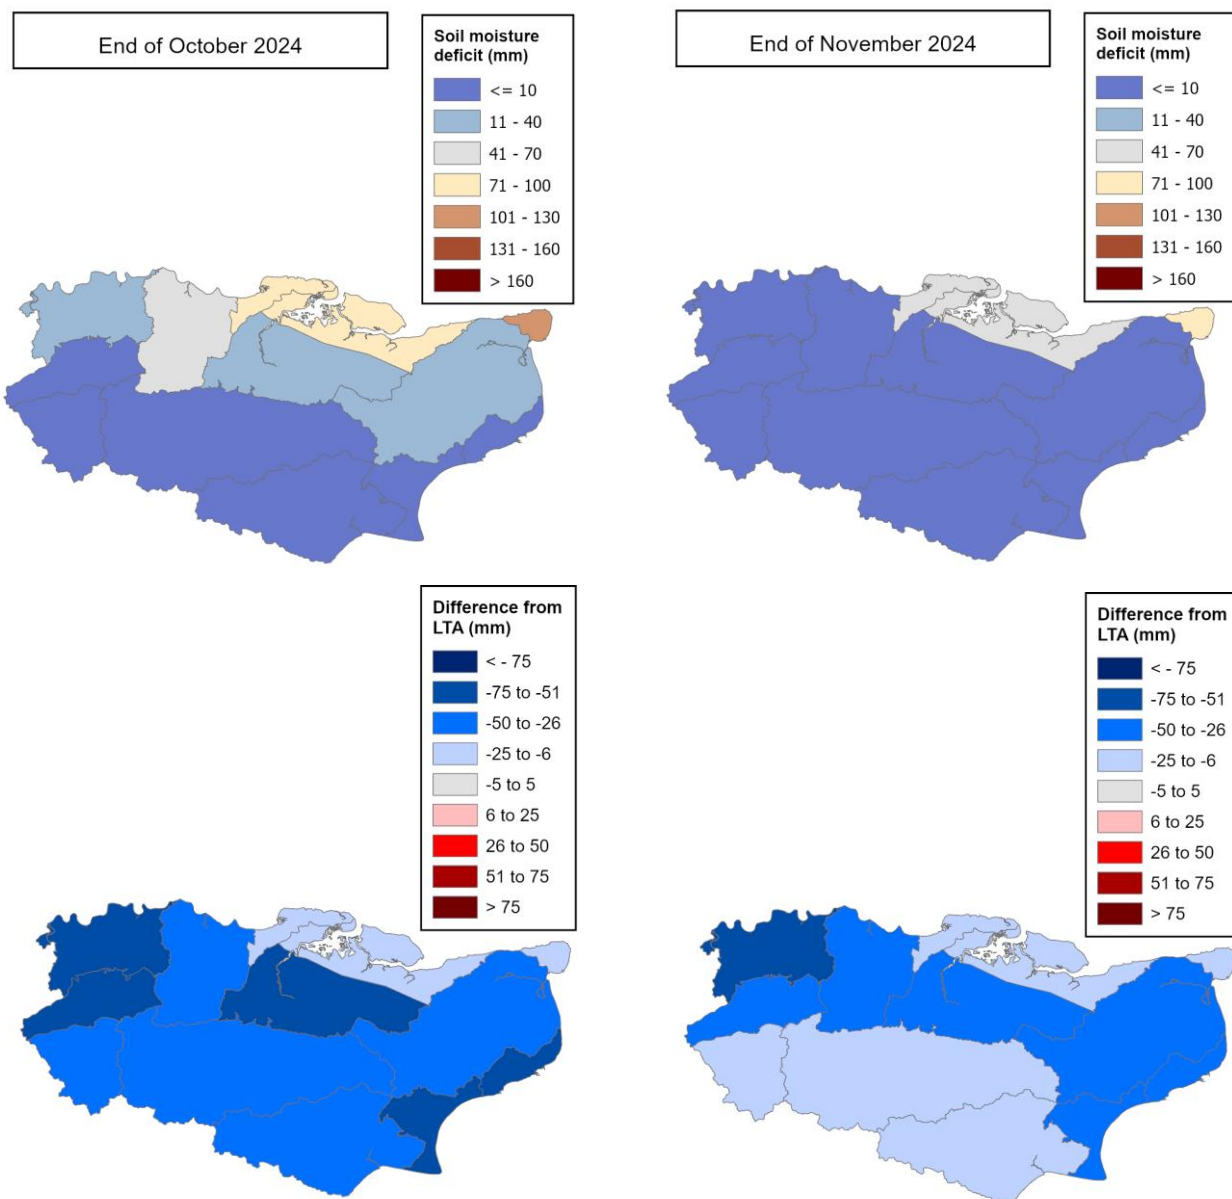 End of October 2024
Soil moisture
deficit (mm)
<= 10
11 - 40
41 - 70
71 - 100
101 - 130
131 - 160
> 160
End of November 2024
Soil moisture
deficit (mm)
<= 10
11 - 40
41 - 70
71 - 100
101 - 130
131 - 160
> 160
Difference from
LTA (mm)
< - 75
-75 to -51
-50 to -26
-25 to -6
-5 to 5
6 to 25
26 to 50
51 to 75
> 75
Difference from
LTA (mm)
< - 75
-75 to -51
-50 to -26
-25 to -6
-5 to 5
6 to 25
26 to 50
51 to 75
> 75